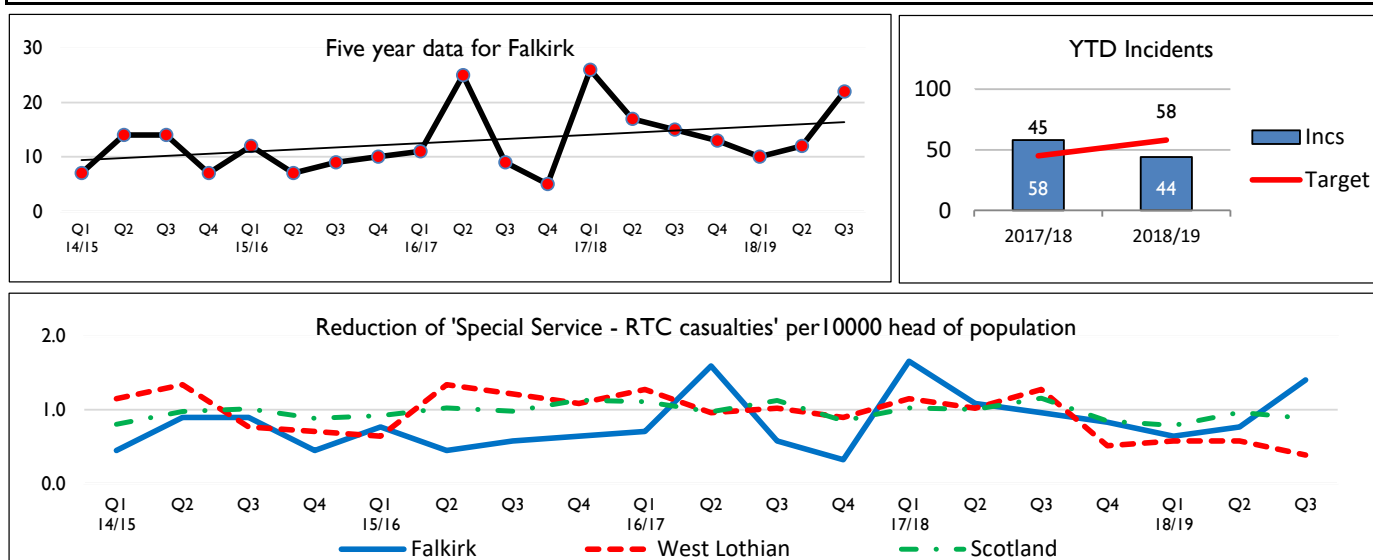 Five year data for Falkirk
30
20
10
0
Q1 Q2 Q3 Q4 Q1 Q2 Q3 Q4 Q1 Q2 Q3 Q4 Q1 Q2 Q3 Q4 Q1 Q2 Q3
14/15 15/16 16/17 17/18 18/19
YTD Incidents
100
50
0
45 58
58 44
2017/18 2018/19
Incs
Target
Reduction of 'Special Service - RTC casualties' per10000 head of population
2.0
1.0
0.0
Q1 Q2 Q3 Q4 Q1 Q2 Q3 Q4 Q1 Q2 Q3 Q4 Q1 Q2 Q3 Q4 Q1 Q2 Q3
14/15 15/16 16/17 17/18 18/19
Falkirk West Lothian Scotland